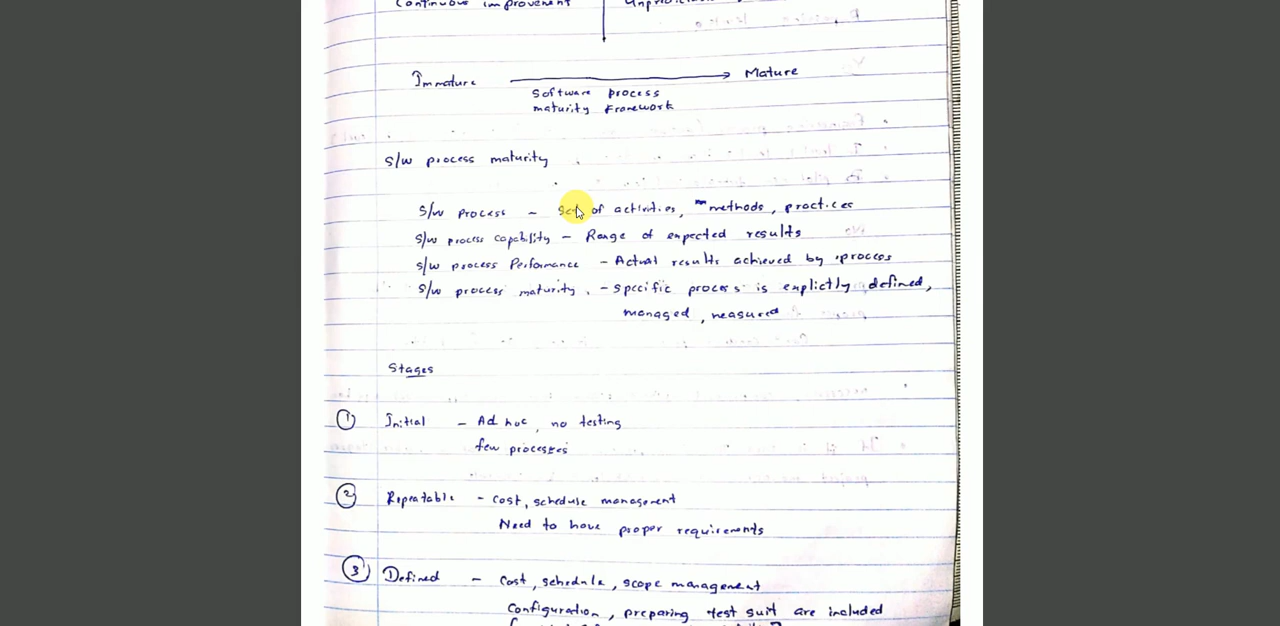 Continuous improvement
Immature Mature
Software process
maturity Framework
S/w process maturity
S/w process - Set of activities, methods, practices
S/w process capability - Range of expected results
S/w process Performance - Actual results achieved by process
S/w process maturity - Specific process is explictly defined,
managed, measured
Stages
① Initial - Ad hoc, no testing
few processes
② Repeatable - cost, schedule management
Need to have proper requirements
③ Defined - Cost, schedule, scope management
Configuration, preparing test suit are included